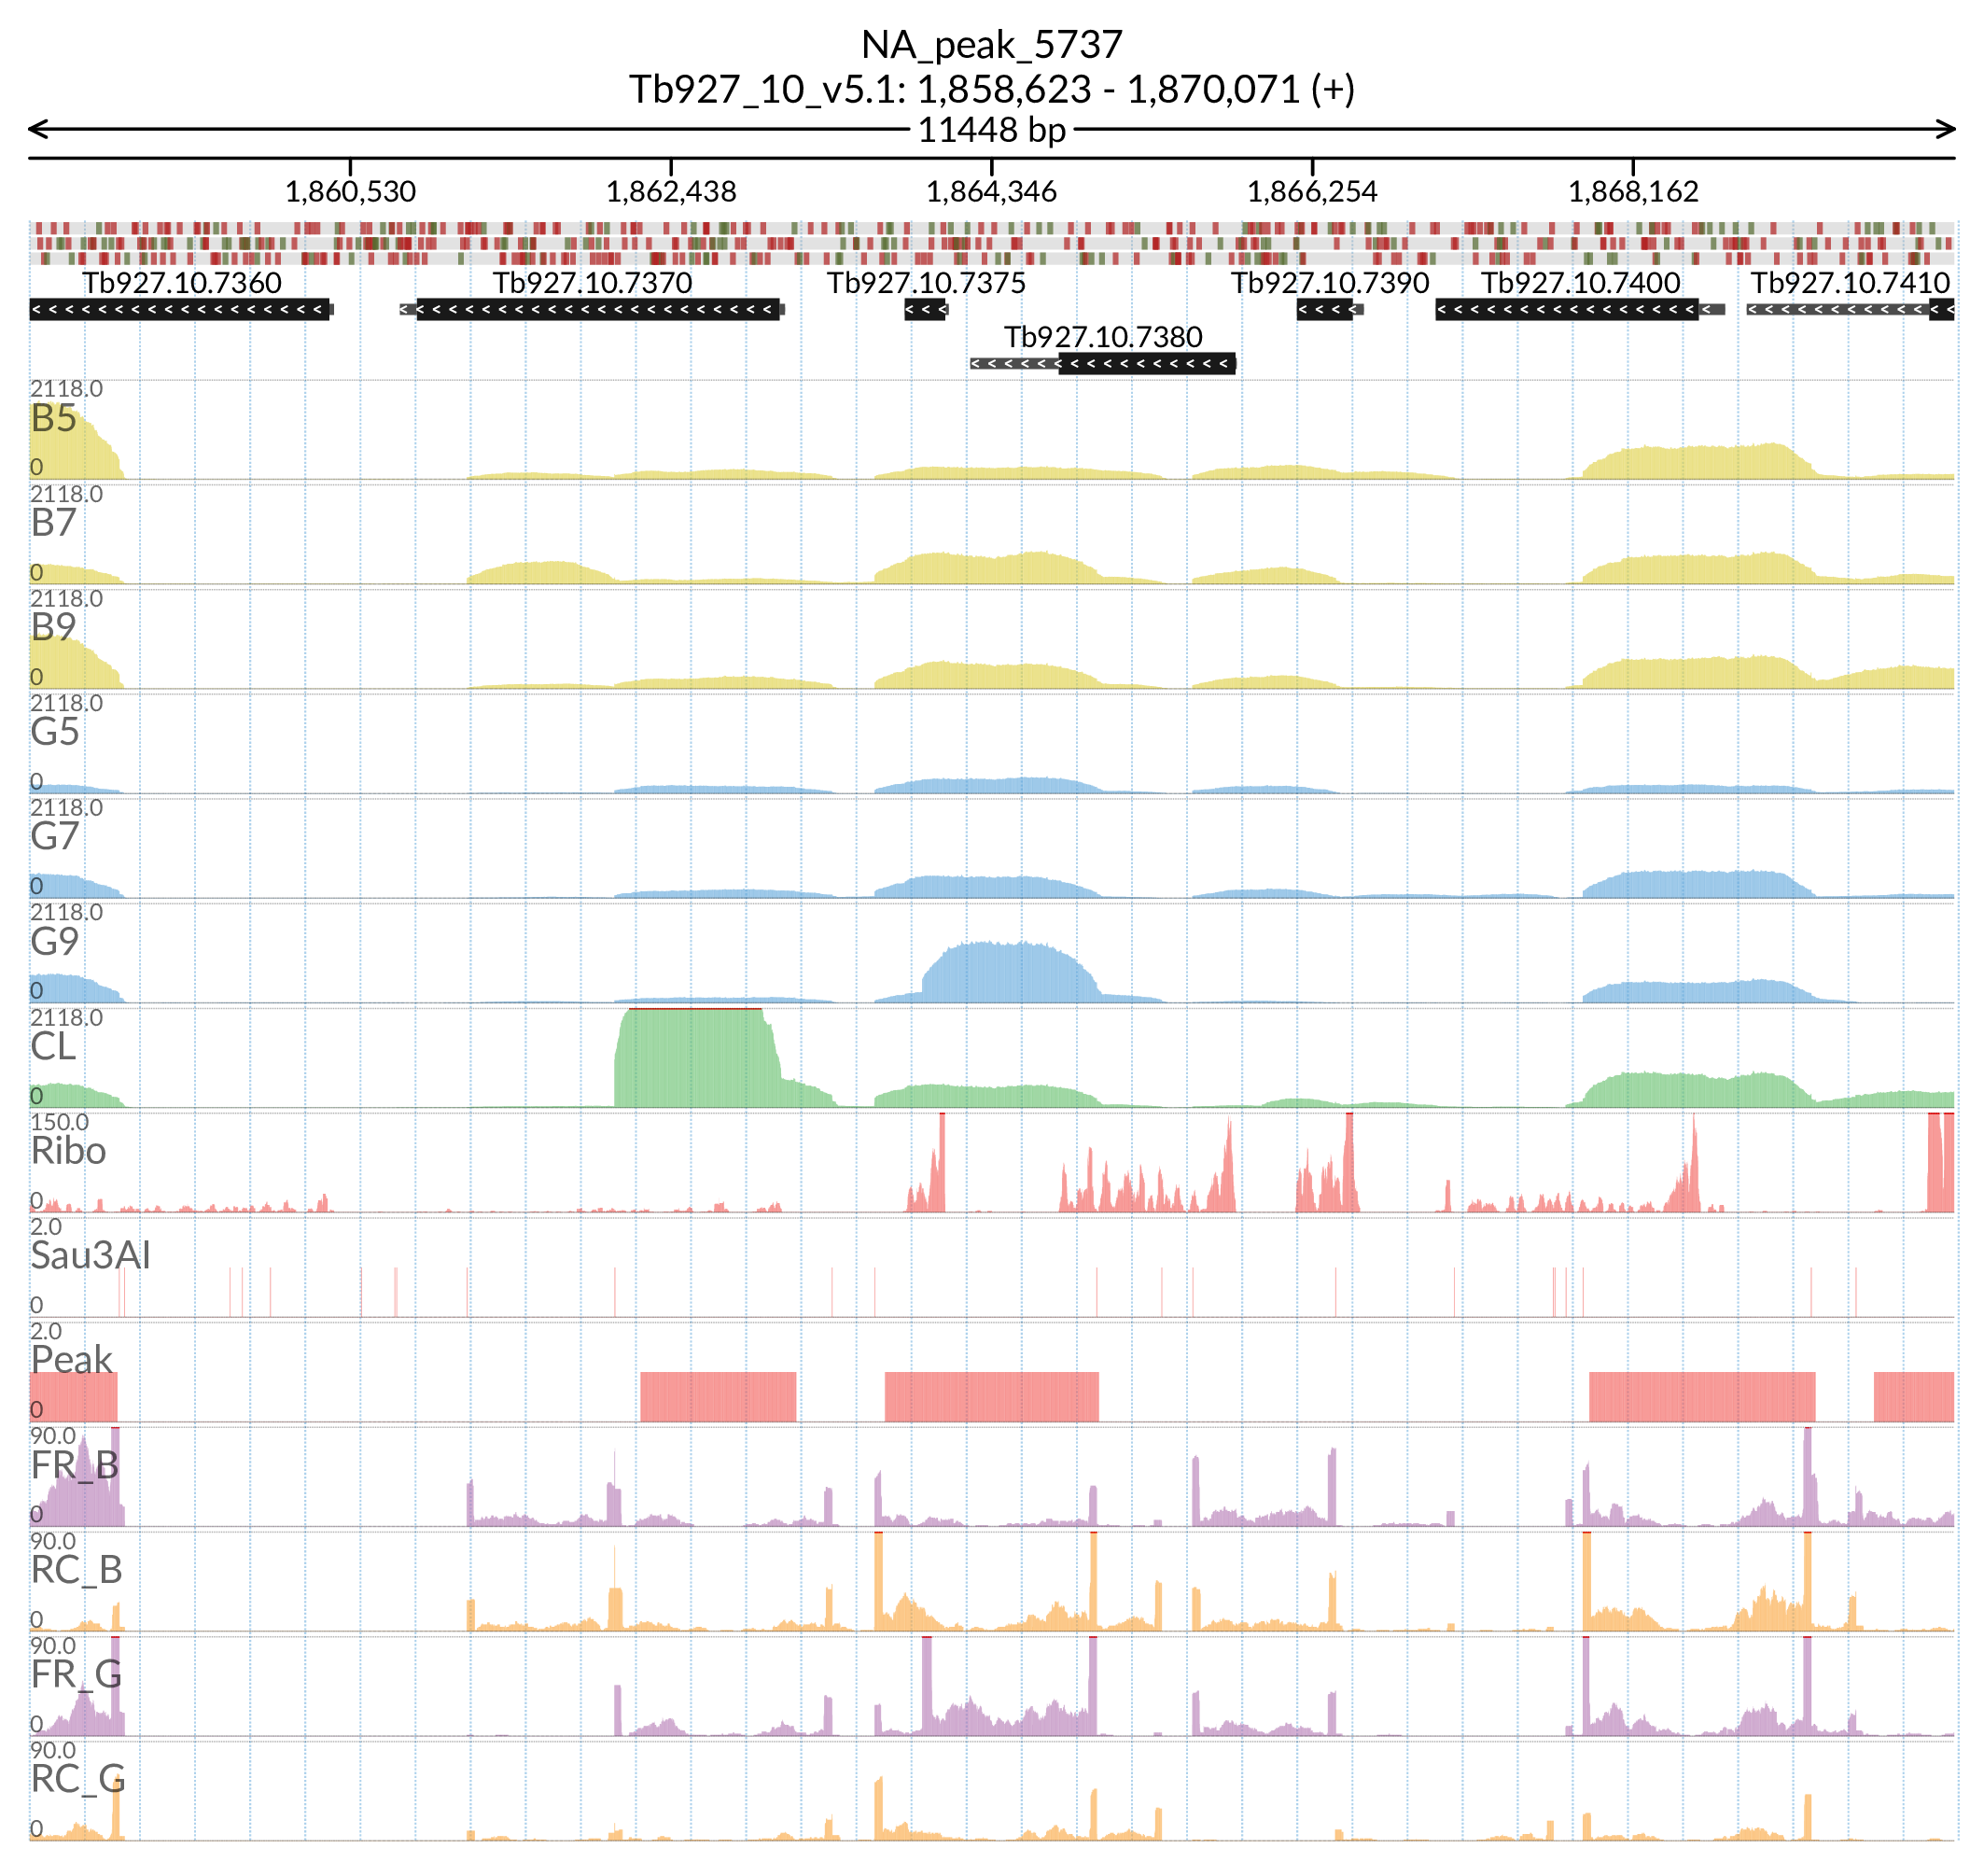 NA_peak_5737
Tb927_10_v5.1: 1,858,623 - 1,870,071 (+)
11448 bp
1,860,530 1,862,438 1,864,346 1,866,254 1,868,162
Tb927.10.7360 Tb927.10.7370 Tb927.10.7375 Tb927.10.7390 Tb927.10.7400 Tb927.10.7410
Tb927.10.7380
2118.0
B5
0
2118.0
B7
0
2118.0
B9
0
2118.0
G5
0
2118.0
G7
0
2118.0
G9
0
2118.0
CL
0
150.0
Ribo
0
2.0
Sau3AI
0
2.0
Peak
0
90.0
FR_B
0
90.0
RC_B
0
90.0
FR_G
0
90.0
RC_G
0